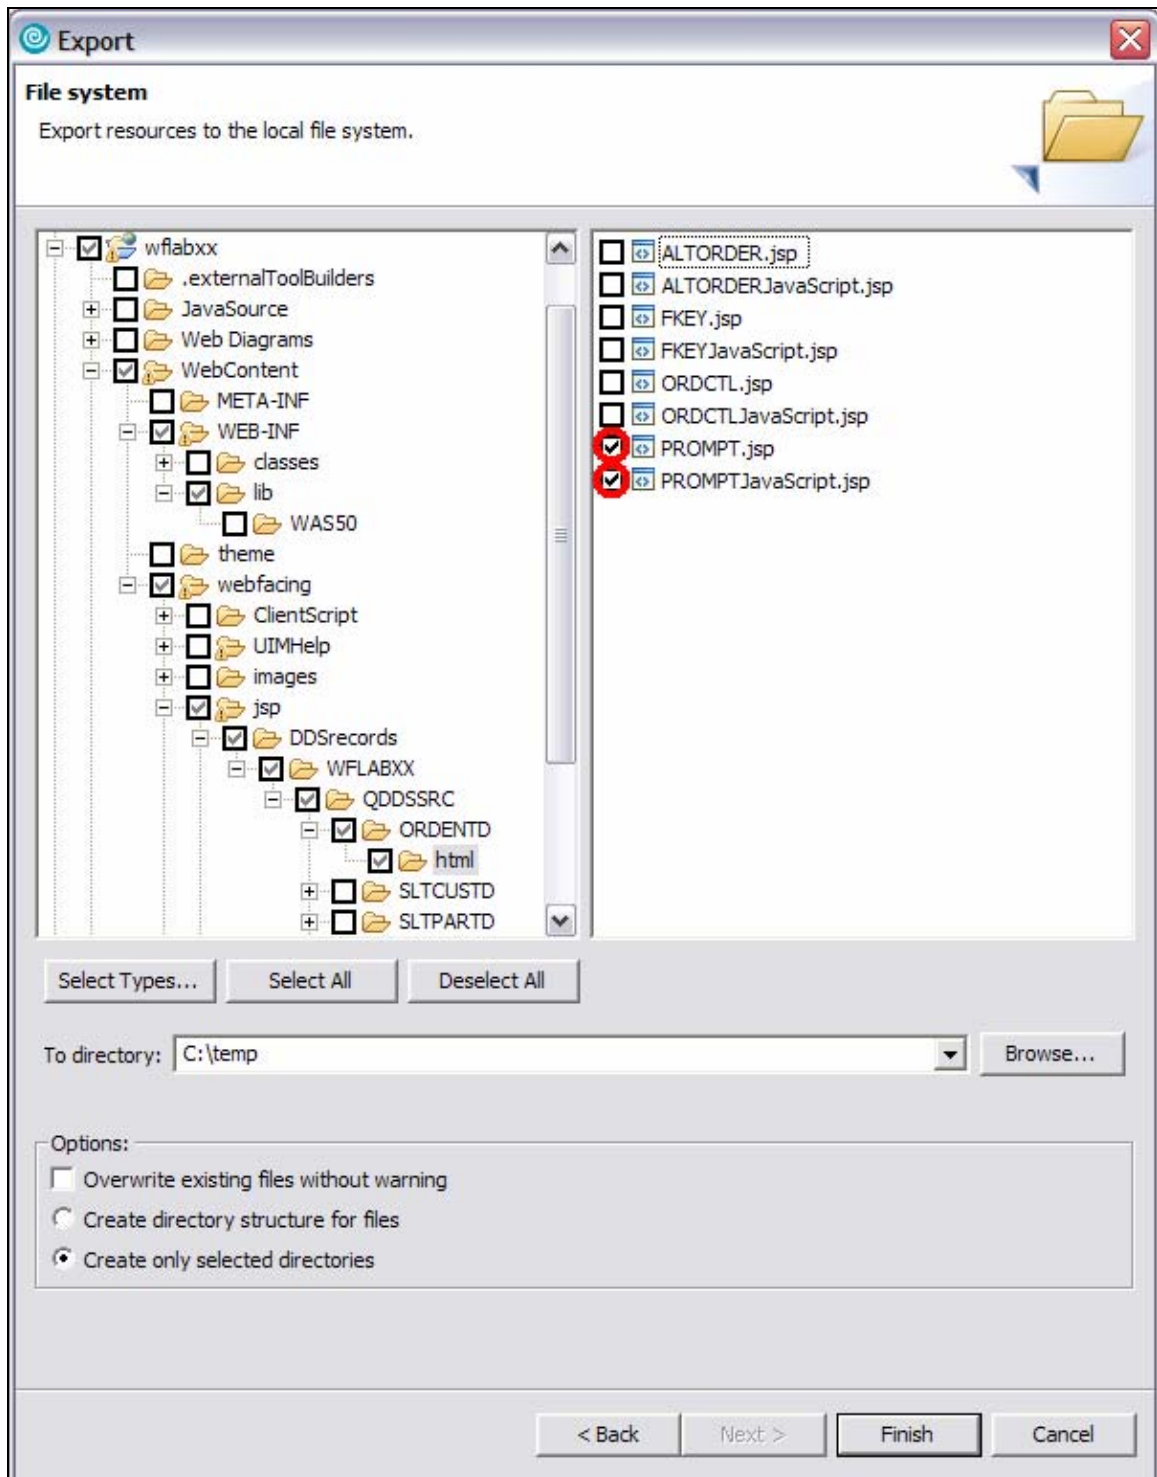 Export
File system
Export resources to the local file system.
wflabxx
.externalToolBuilders
JavaSource
Web Diagrams
WebContent
META-INF
WEB-INF
classes
lib
WAS50
theme
webfacing
ClientScript
UIMHelp
images
jsp
DDSrecords
WFLABXX
QDDSSRC
ORDENTD
html
SLTCUSTD
SLTPARTD
ALTORDER.jsp
ALTORDERJavaScript.jsp
FKEY.jsp
FKEYJavaScript.jsp
ORDCTL.jsp
ORDCTLJavaScript.jsp
PROMPT.jsp
PROMPTJavaScript.jsp
Select Types... Select All Deselect All
To directory: C:\temp Browse...
Options:
Overwrite existing files without warning
Create directory structure for files
Create only selected directories
< Back Next > Finish Cancel